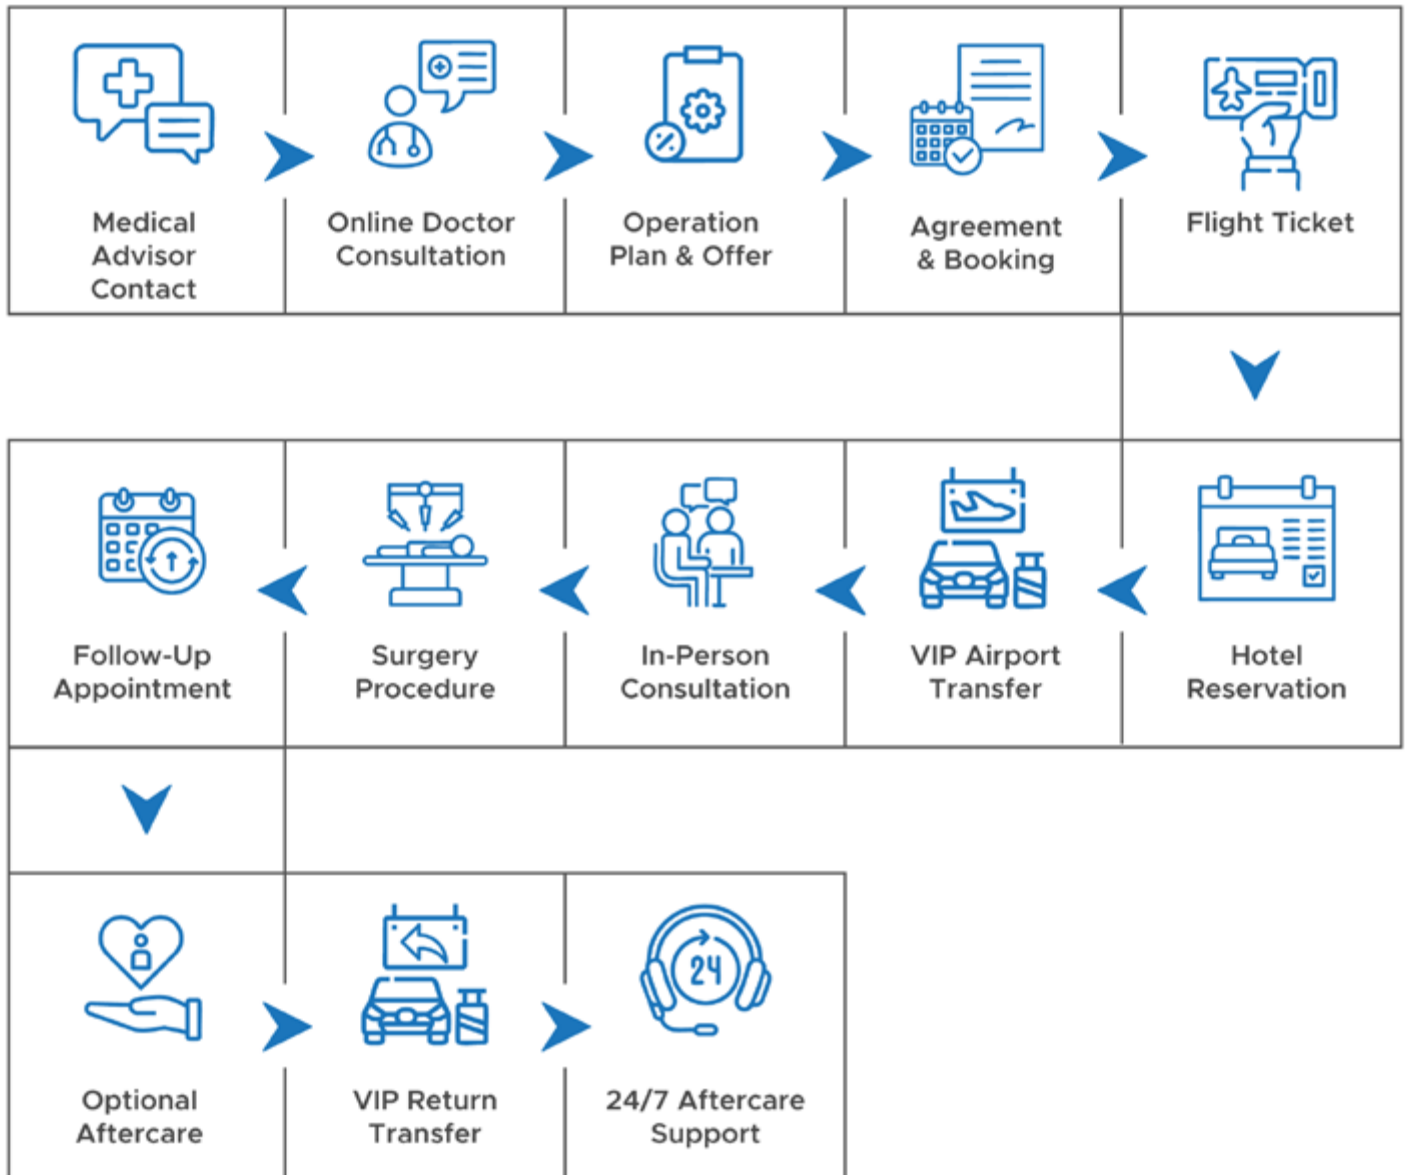 Medical
Advisor
Contact
Online Doctor
Consultation
Operation
Plan & Offer
Agreement
& Booking
Flight Ticket
Hotel
Reservation
VIP Airport
Transfer
In-Person
Consultation
Surgery
Procedure
Follow-Up
Appointment
Optional
Aftercare
VIP Return
Transfer
24
24/7 Aftercare
Support